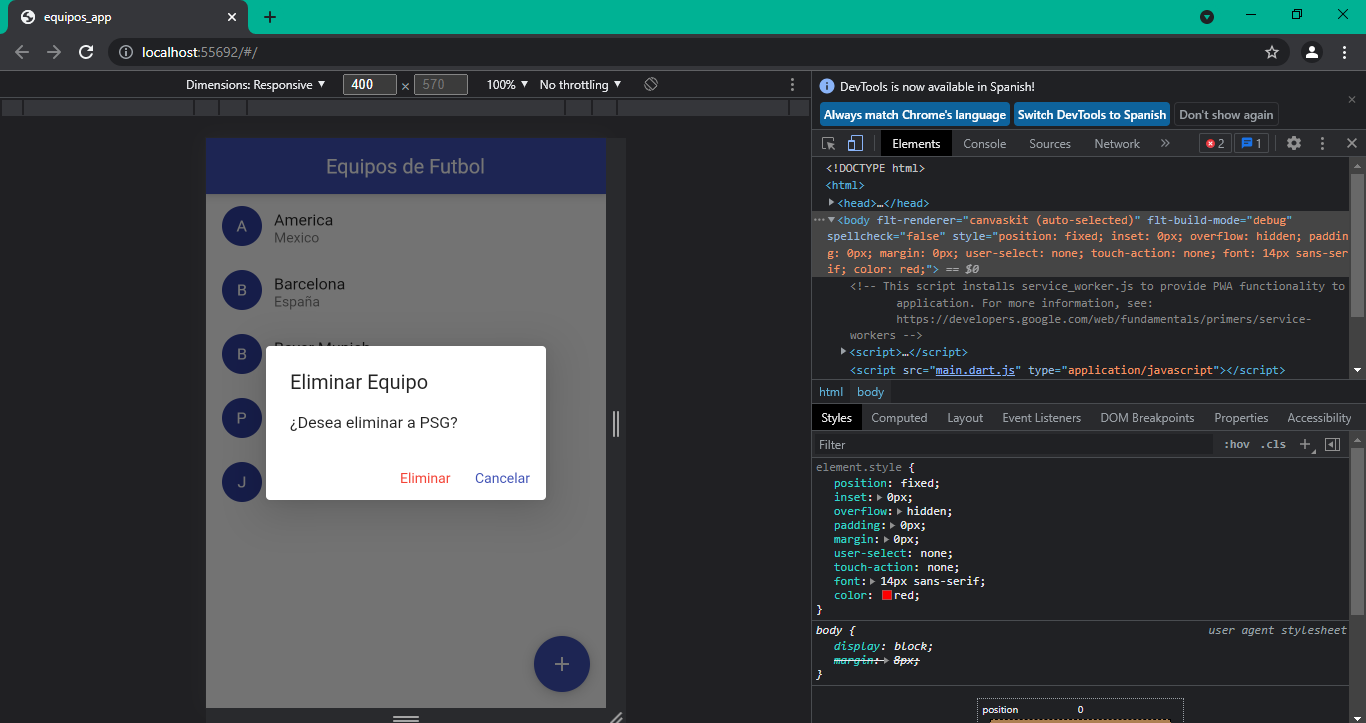 equipos_app
localhost:55692/#/
Dimensions: Responsive ▼ 400 × 570 100% ▼ No throttling ▼
DevTools is now available in Spanish!
Always match Chrome's language Switch DevTools to Spanish Don't show again
Elements Console Sources Network » 2 1
Equipos de Futbol
A America
Mexico
B Barcelona
España
B
P
J
Eliminar Equipo
¿Desea eliminar a PSG?
Eliminar Cancelar
+
<!DOCTYPE html>
<html>
<head>…</head>
<body flt-renderer="canvaskit (auto-selected)" flt-build-mode="debug"
spellcheck="false" style="position: fixed; inset: 0px; overflow: hidden; paddin
g: 0px; margin: 0px; user-select: none; touch-action: none; font: 14px sans-ser
if; color: red;"> == $0
<!-- This script installs service_worker.js to provide PWA functionality to
application. For more information, see:
https://developers.google.com/web/fundamentals/primers/service-
workers -->
<script>…</script>
<script src="main.dart.js" type="application/javascript"></script>
html body
Styles Computed Layout Event Listeners DOM Breakpoints Properties Accessibility
Filter :hov .cls +
element.style {
position: fixed;
inset: 0px;
overflow: hidden;
padding: 0px;
margin: 0px;
user-select: none;
touch-action: none;
font: 14px sans-serif;
color: red;
}
body { user agent stylesheet
display: block;
margin: 8px;
}
position 0